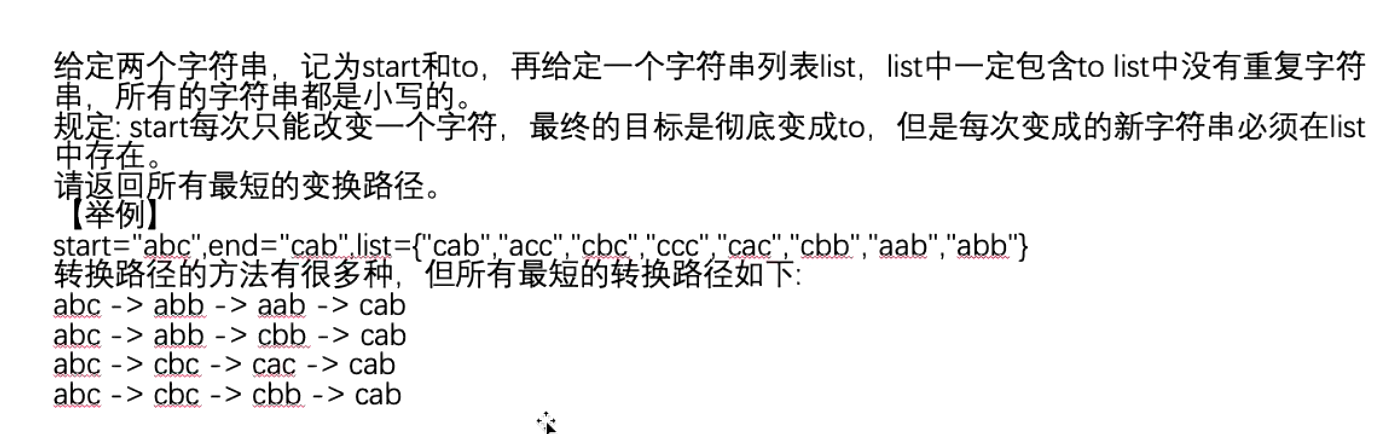 给定两个字符串，记为start和to，再给定一个字符串列表list，list中一定包含to list中没有重复字符
串，所有的字符串都是小写的。
规定: start每次只能改变一个字符，最终的目标是彻底变成to，但是每次变成的新字符串必须在list
中存在。
请返回所有最短的变换路径。
【举例】
start="abc",end="cab",list={"cab","acc","cbc","ccc","cac","cbb","aab","abb"}
转换路径的方法有很多种，但所有最短的转换路径如下:
abc -> abb -> aab -> cab
abc -> abb -> cbb -> cab
abc -> cbc -> cac -> cab
abc -> cbc -> cbb -> cab